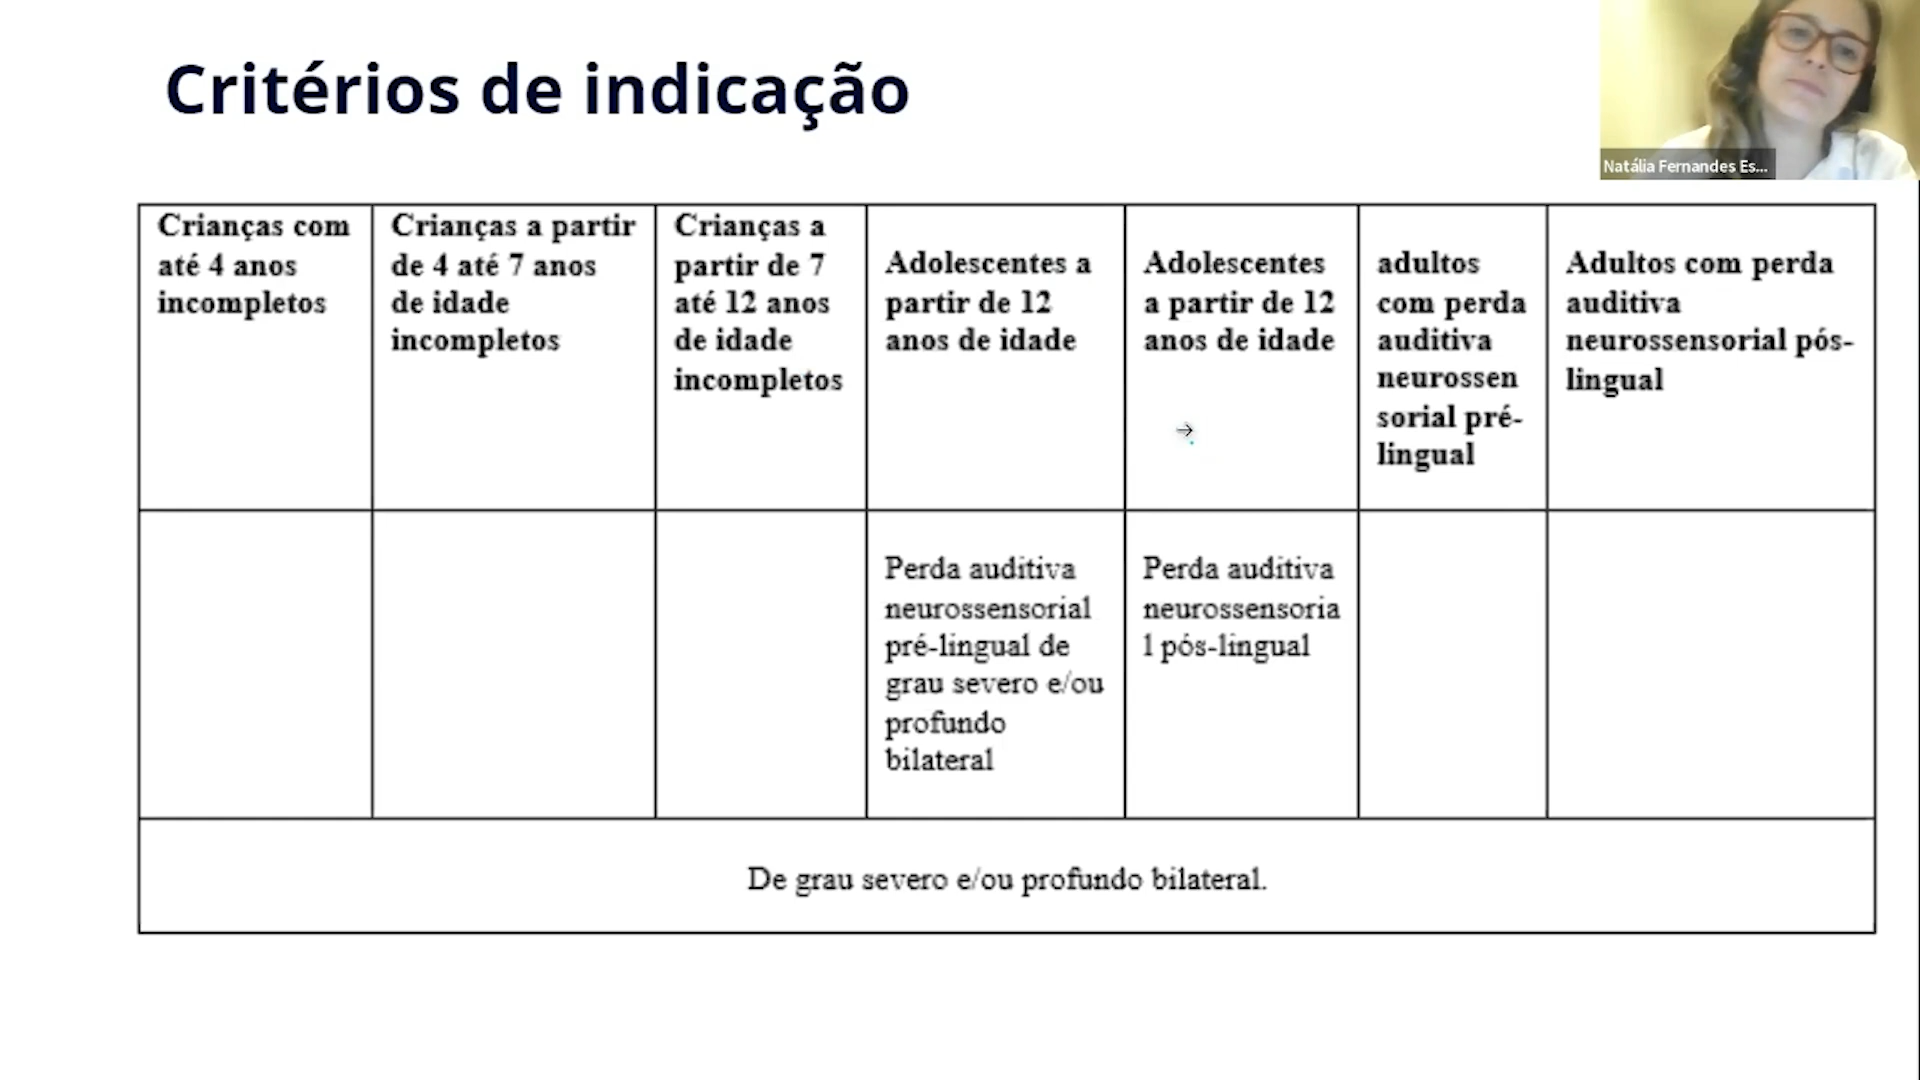 Critérios de indicação
Natália Fernandes Es...
Crianças com
até 4 anos
incompletos
Crianças a partir
de 4 até 7 anos
de idade
incompletos
Crianças a
partir de 7
até 12 anos
de idade
incompletos
Adolescentes a
partir de 12
anos de idade
Adolescentes
a partir de 12
anos de idade
adultos
com perda
auditiva
neurossen
sorial pré-
lingual
Adultos com perda
auditiva
neurossensorial pós-
lingual
Perda auditiva
neurossensorial
pré-lingual de
grau severo e/ou
profundo
bilateral
Perda auditiva
neurossensoria
l pós-lingual
De grau severo e/ou profundo bilateral.